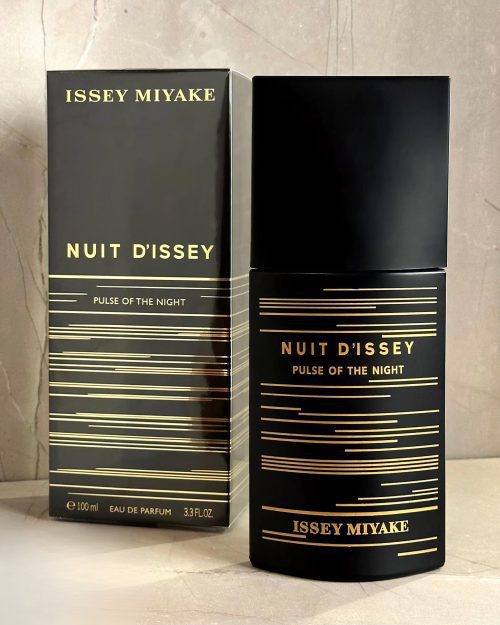 ISSEY MIYAKE
NUIT D'ISSEY
PULSE OF THE NIGHT
℮ 100 ml EAU DE PARFUM 3.3 FL.OZ.
NUIT D'ISSEY
PULSE OF THE NIGHT
ISSEY MIYAKE